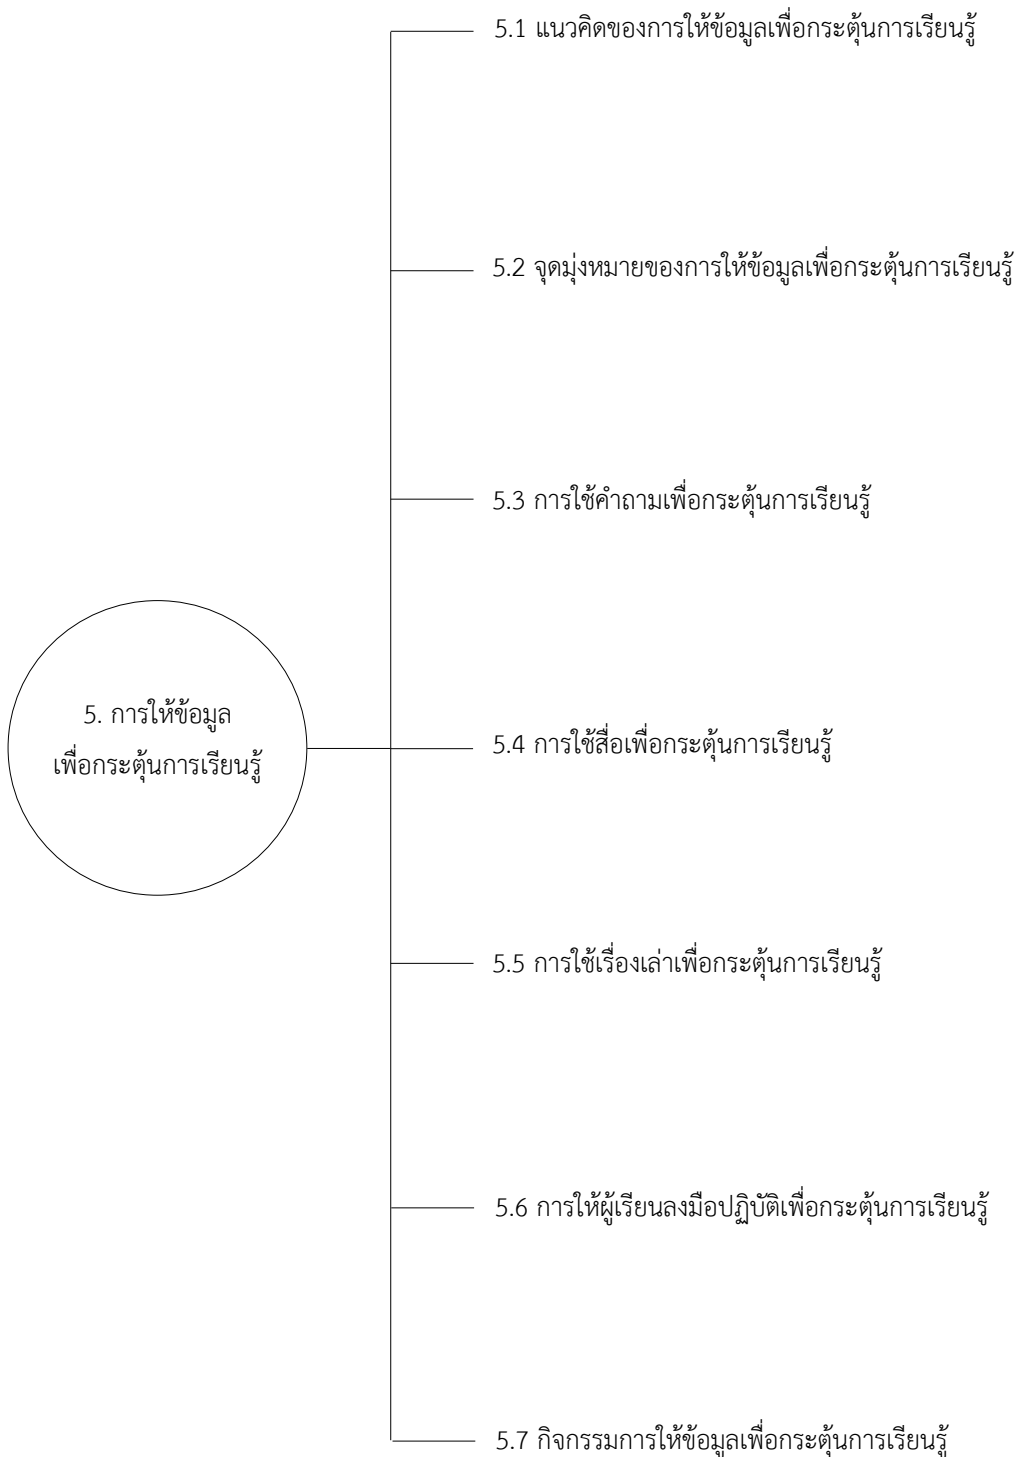 5.1 แนวคิดของการให้ข้อมูลเพื่อกระตุ้นการเรียนรู้
5.2 จุดมุ่งหมายของการให้ข้อมูลเพื่อกระตุ้นการเรียนรู้
5.3 การใช้คำถามเพื่อกระตุ้นการเรียนรู้
5. การให้ข้อมูล
เพื่อกระตุ้นการเรียนรู้
5.4 การใช้สื่อเพื่อกระตุ้นการเรียนรู้
5.5 การใช้เรื่องเล่าเพื่อกระตุ้นการเรียนรู้
5.6 การให้ผู้เรียนลงมือปฏิบัติเพื่อกระตุ้นการเรียนรู้
5.7 กิจกรรมการให้ข้อมูลเพื่อกระตุ้นการเรียนรู้